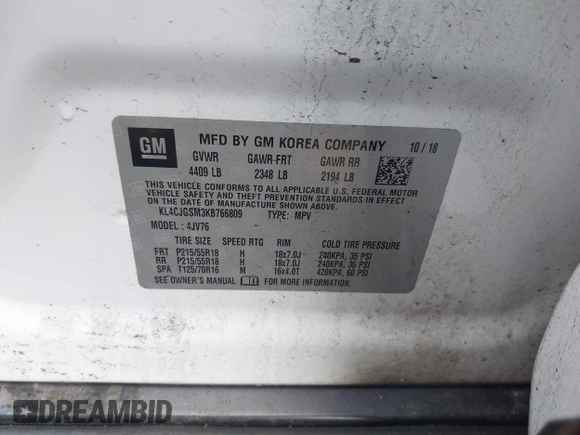 GM
MFD BY GM KOREA COMPANY 10/18
GVWR GAWR-FRT GAWR RR
4409 LB 2348 LB 2194 LB
THIS VEHICLE CONFORMS TO ALL APPLICABLE U.S. FEDERAL MOTOR
VEHICLE SAFETY AND THEFT PREVENTION STANDARDS IN EFFECT
ON THE DATE OF MANUFACTURE SHOWN ABOVE.
KL4CJGSM3KB766809 TYPE: MPV
MODEL : 4JV76
TIRE SIZE SPEED RTG RIM COLD TIRE PRESSURE
FRT P215/55R18 H 18x7.0J 240KPA, 35 PSI
RR P215/55R18 H 18x7.0J 240KPA, 35 PSI
SPA T125/70R16 M 16x4.0T 420KPA, 60 PSI
SEE OWNER'S MANUAL FOR MORE INFORMATION.
DREAMBID